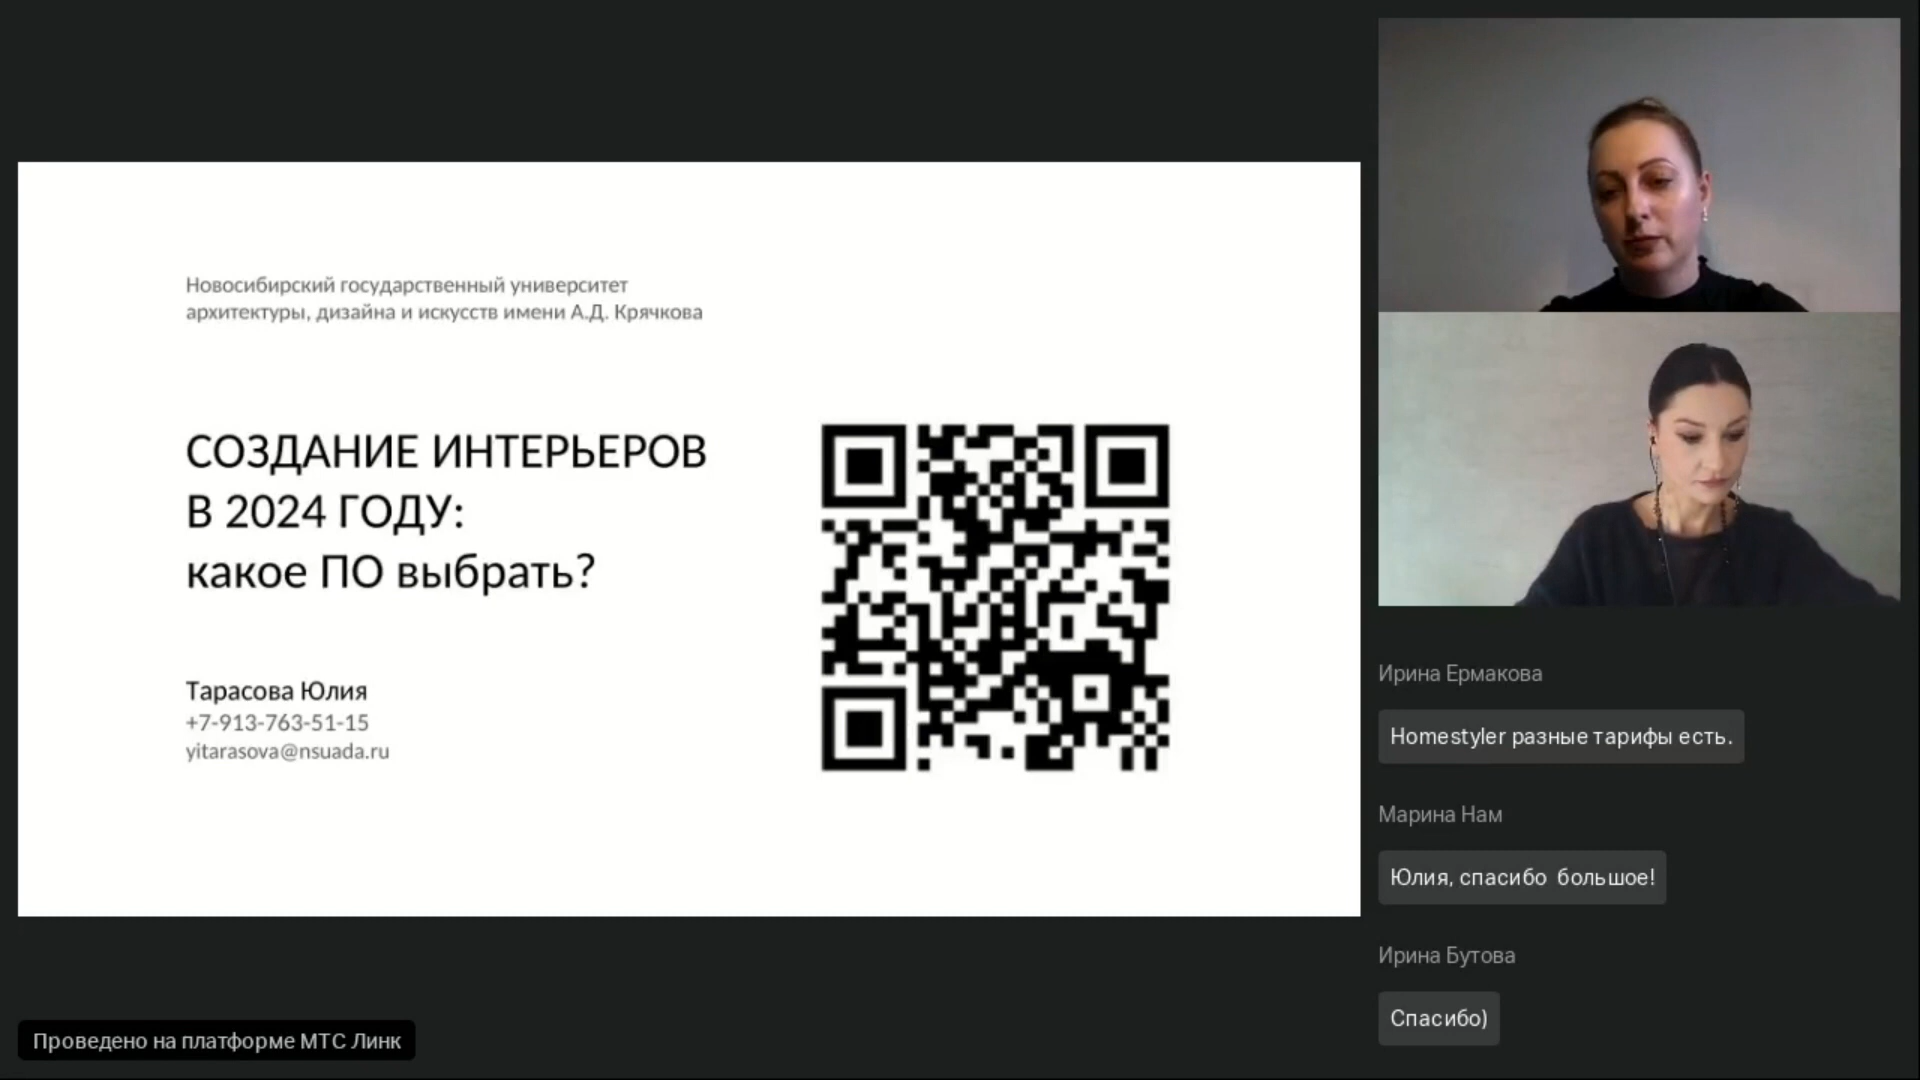 Новосибирский государственный университет
архитектуры, дизайна и искусств имени А.Д. Крячкова
СОЗДАНИЕ ИНТЕРЬЕРОВ
В 2024 ГОДУ:
какое ПО выбрать?
Тарасова Юлия
+7-913-763-51-15
yitarasova@nsuada.ru
Проведено на платформе МТС Линк
Ирина Ермакова
Homestyler разные тарифы есть.
Марина Нам
Юлия, спасибо большое!
Ирина Бутова
Спасибо)